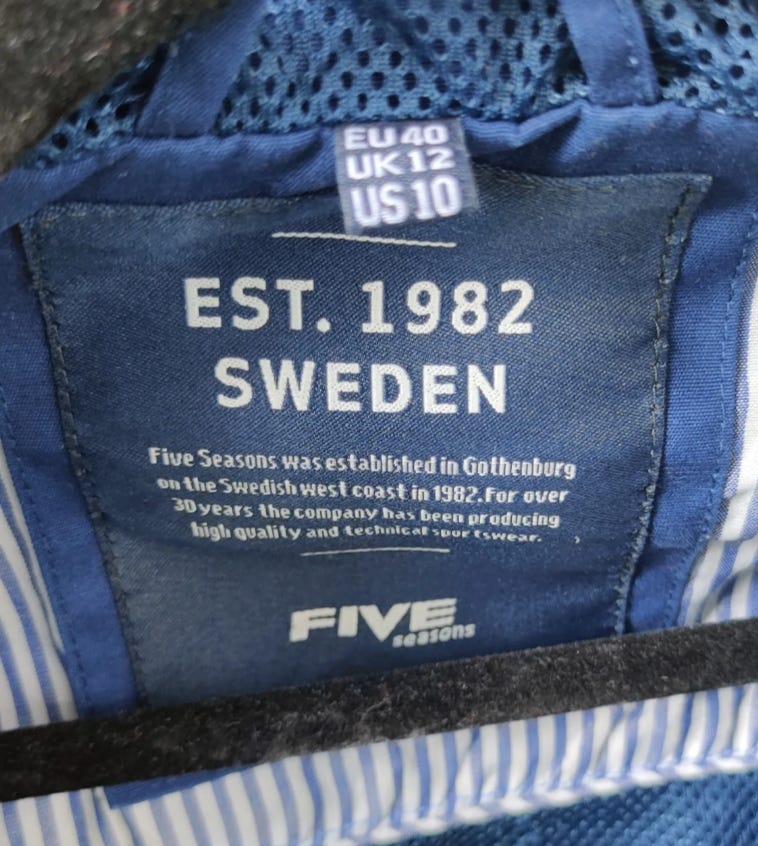 EU 40
UK 12
US 10
EST. 1982
SWEDEN
Five Seasons was established in Gothenburg
on the Swedish west coast in 1982. For over
30 years the company has been producing
high quality and technical sportswear.
FIVE
seasons